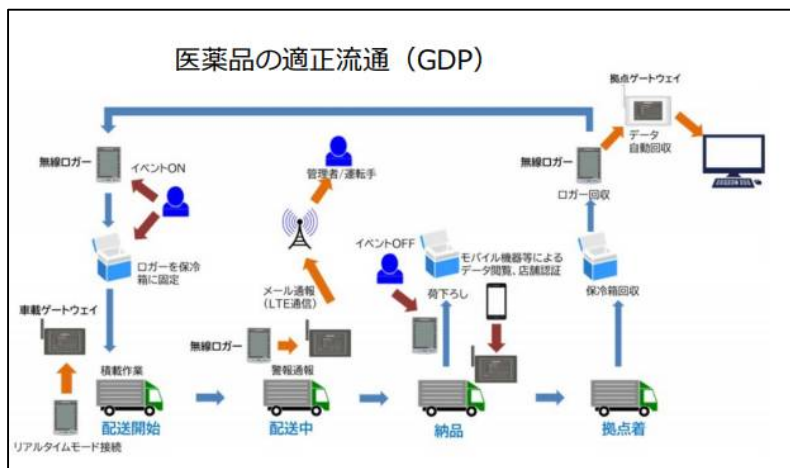 医薬品の適正流通（GDP）
拠点ゲートウェイ
データ
自動回収
無線ロガー
ロガー回収
無線ロガー
イベントON
管理者/運転手
ロガーを保冷
箱に固定
メール通報
（LTE通信）
イベントOFF
モバイル機器等による
データ閲覧、店舗認証
荷下ろし
保冷箱回収
車載ゲートウェイ
無線ロガー
積載作業
警報通報
配送開始
配送中
納品
拠点着
リアルタイムモード接続